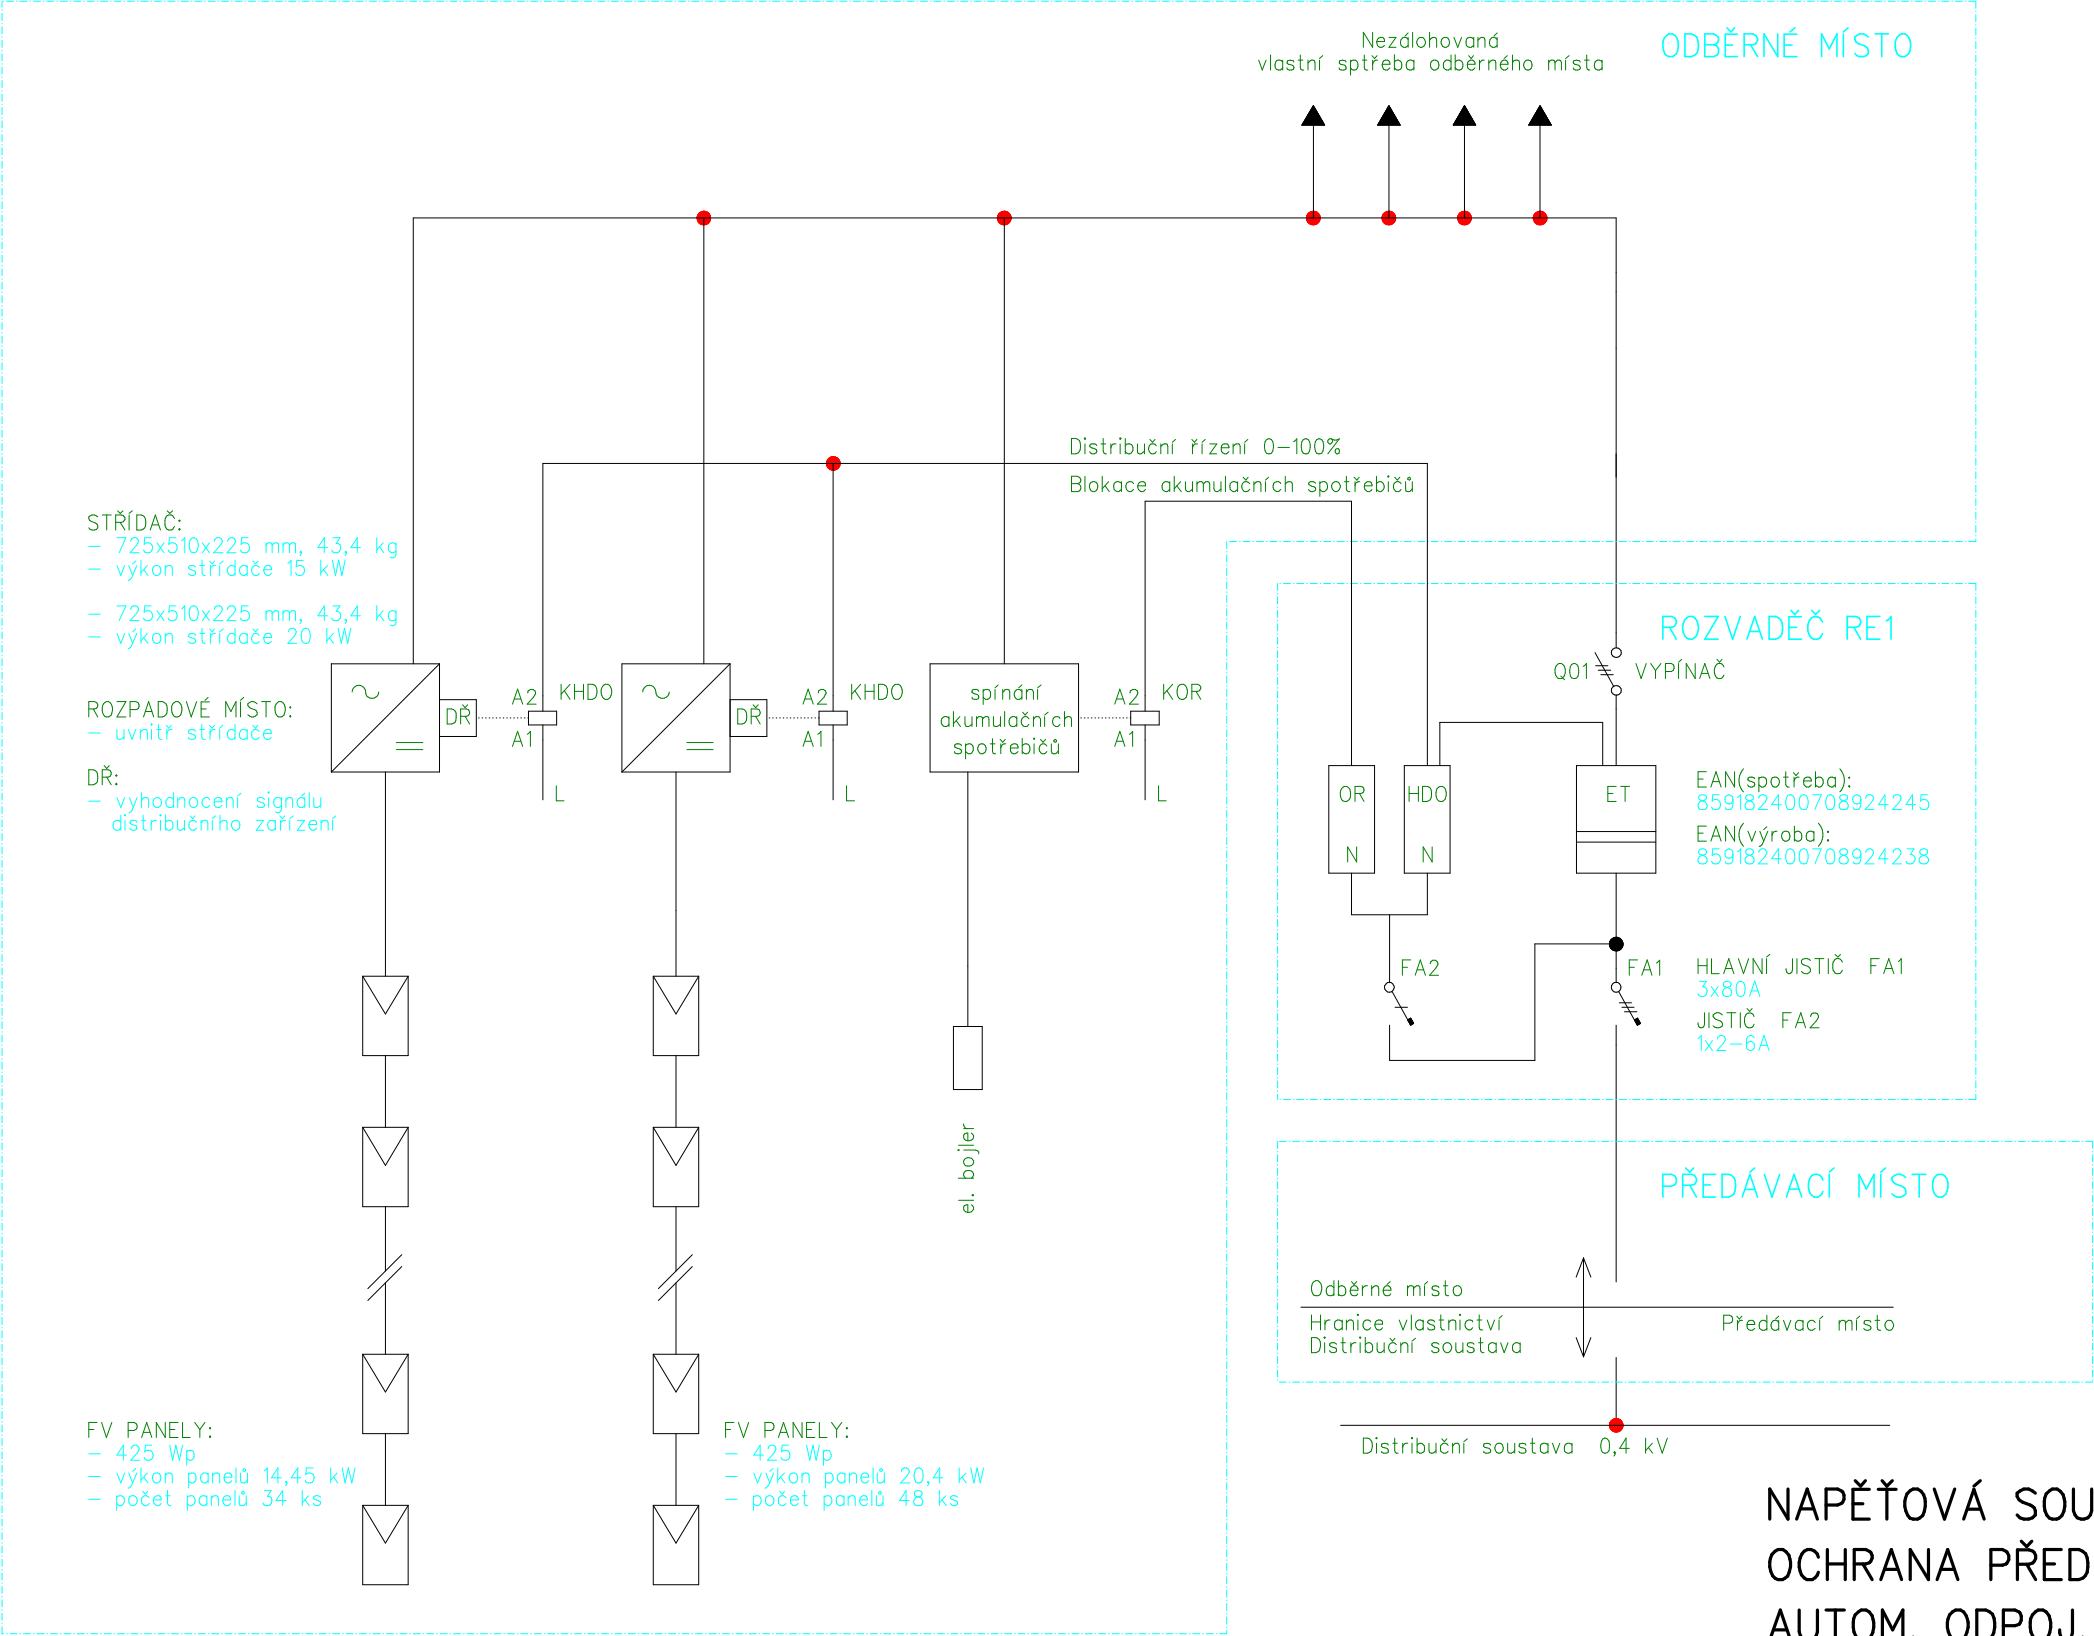 Nezálohovaná
vlastní sptřeba odběrného místa
ODBĚRNÉ MÍSTO
Distribuční řízení 0-100%
Blokace akumulačních spotřebičů
STŘÍDAČ:
- 725x510x225 mm, 43,4 kg
- výkon střídače 15 kW
- 725x510x225 mm, 43,4 kg
- výkon střídače 20 kW
ROZPADOVÉ MÍSTO:
- uvnitř střídače
DŘ:
- vyhodnocení signálu
distribučního zařízení
DŘ
A2 KHDO
A1
L
DŘ
A2 KHDO
A1
L
spínání
akumulačních
spotřebičů
A2 KOR
A1
L
el. bojler
ROZVADĚČ RE1
Q01 VYPÍNAČ
OR
N
HDO
N
ET
EAN(spotřeba):
859182400708924245
EAN(výroba):
859182400708924238
FA2
FA1
HLAVNÍ JISTIČ FA1
3x80A
JISTIČ FA2
1x2-6A
PŘEDÁVACÍ MÍSTO
Odběrné místo
Hranice vlastnictví
Distribuční soustava
Předávací místo
Distribuční soustava 0,4 kV
FV PANELY:
- 425 Wp
- výkon panelů 14,45 kW
- počet panelů 34 ks
FV PANELY:
- 425 Wp
- výkon panelů 20,4 kW
- počet panelů 48 ks
NAPĚŤOVÁ SOU
OCHRANA PŘED
AUTOM. ODPOJ.